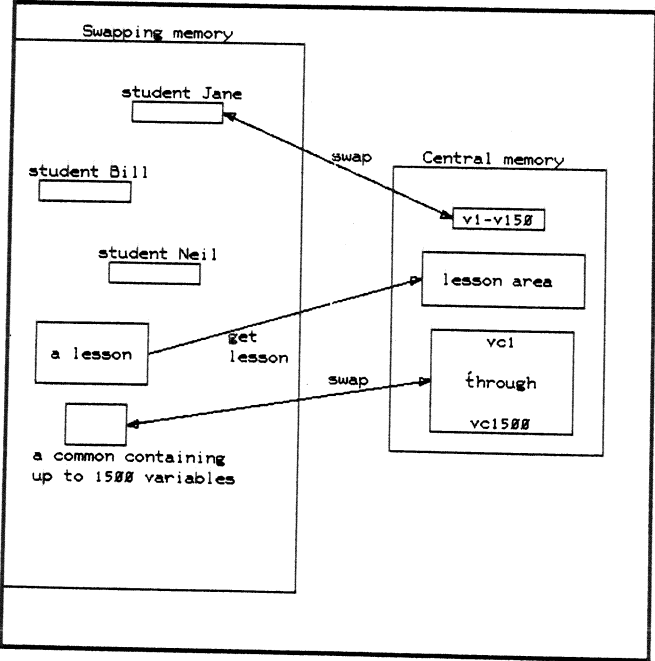 Swapping memory
student Jane
swap
Central memory
student Bill
v1-v150
student Neil
lesson area
a lesson
get
lesson
vc1
through
vc1500
swap
a common containing
up to 1500 variables